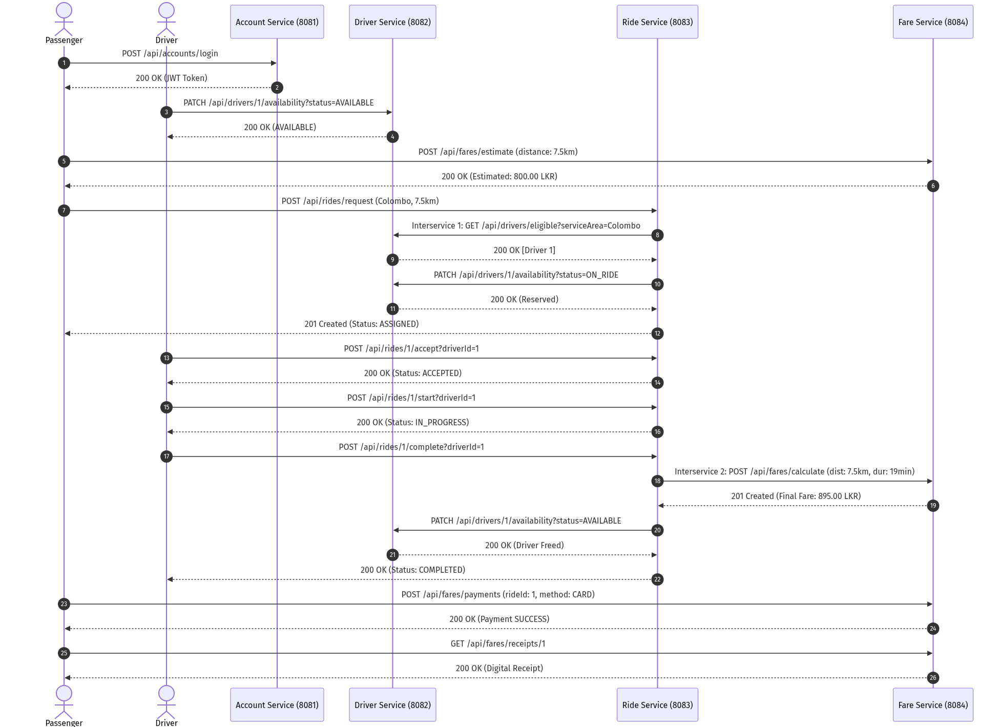 Passenger
Driver
Account Service (8081)
Driver Service (8082)
Ride Service (8083)
Fare Service (8084)
POST /api/accounts/login
1
200 OK (JWT Token)
2
PATCH /api/drivers/1/availability?status=AVAILABLE
3
200 OK (AVAILABLE)
4
POST /api/fares/estimate (distance: 7.5km)
5
200 OK (Estimated: 800.00 LKR)
6
POST /api/rides/request (Colombo, 7.5km)
7
Interservice 1: GET /api/drivers/eligible?serviceArea=Colombo
8
200 OK [Driver 1]
9
PATCH /api/drivers/1/availability?status=ON_RIDE
10
200 OK (Reserved)
11
201 Created (Status: ASSIGNED)
12
POST /api/rides/1/accept?driverId=1
13
200 OK (Status: ACCEPTED)
14
POST /api/rides/1/start?driverId=1
15
200 OK (Status: IN_PROGRESS)
16
POST /api/rides/1/complete?driverId=1
17
Interservice 2: POST /api/fares/calculate (dist: 7.5km, dur: 19min)
18
201 Created (Final Fare: 895.00 LKR)
19
PATCH /api/drivers/1/availability?status=AVAILABLE
20
200 OK (Driver Freed)
21
200 OK (Status: COMPLETED)
22
POST /api/fares/payments (rideId: 1, method: CARD)
23
200 OK (Payment SUCCESS)
24
GET /api/fares/receipts/1
25
200 OK (Digital Receipt)
26
Passenger
Driver
Account Service (8081)
Driver Service (8082)
Ride Service (8083)
Fare Service (8084)